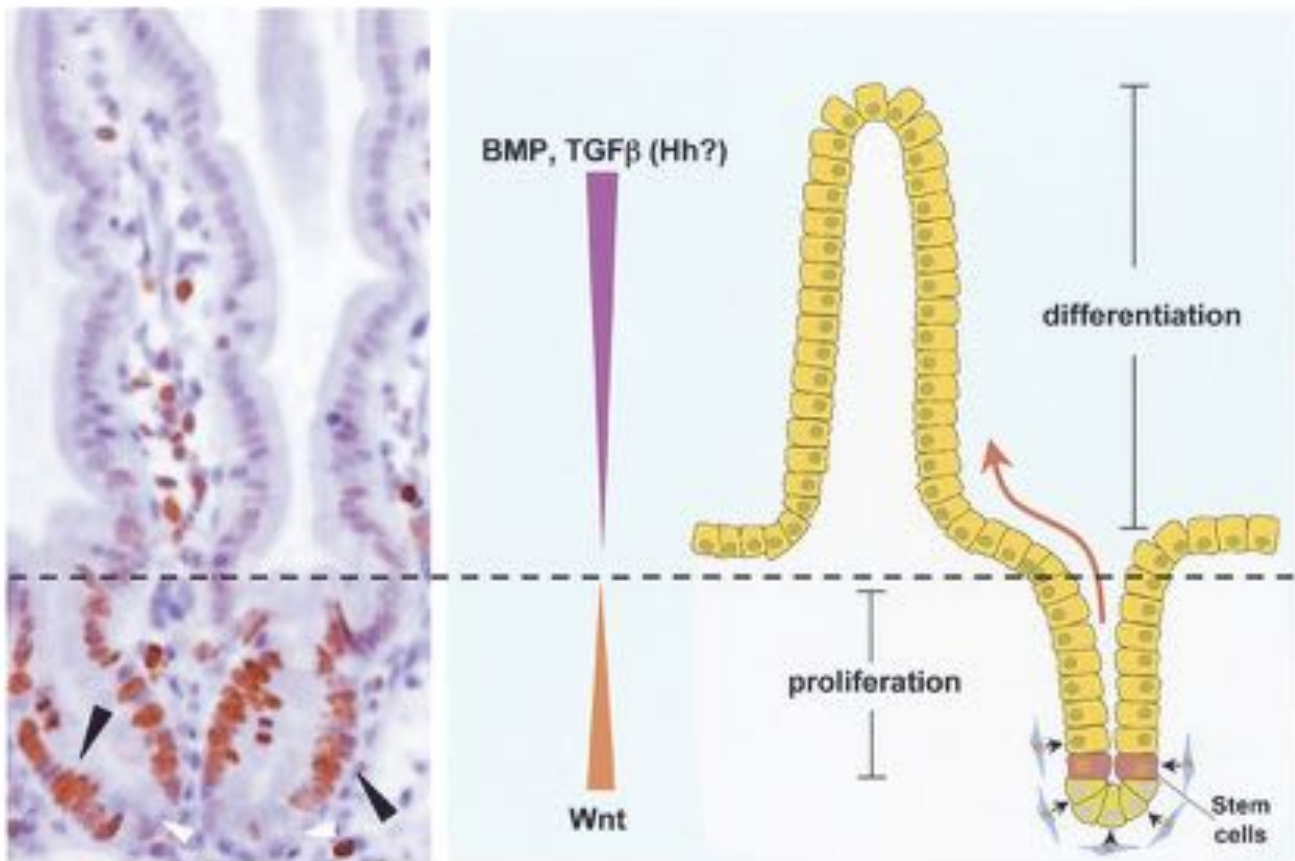 BMP, TGFβ (Hh?)
differentiation
proliferation
Wnt
Stem
cells